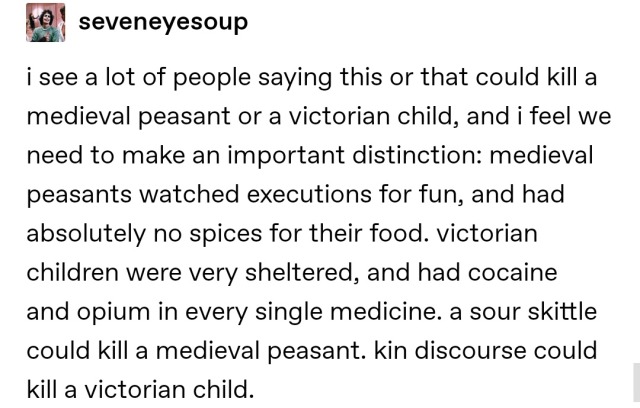 seveneyesoup
i see a lot of people saying this or that could kill a
medieval peasant or a victorian child, and i feel we
need to make an important distinction: medieval
peasants watched executions for fun, and had
absolutely no spices for their food. victorian
children were very sheltered, and had cocaine
and opium in every single medicine. a sour skittle
could kill a medieval peasant. kin discourse could
kill a victorian child.